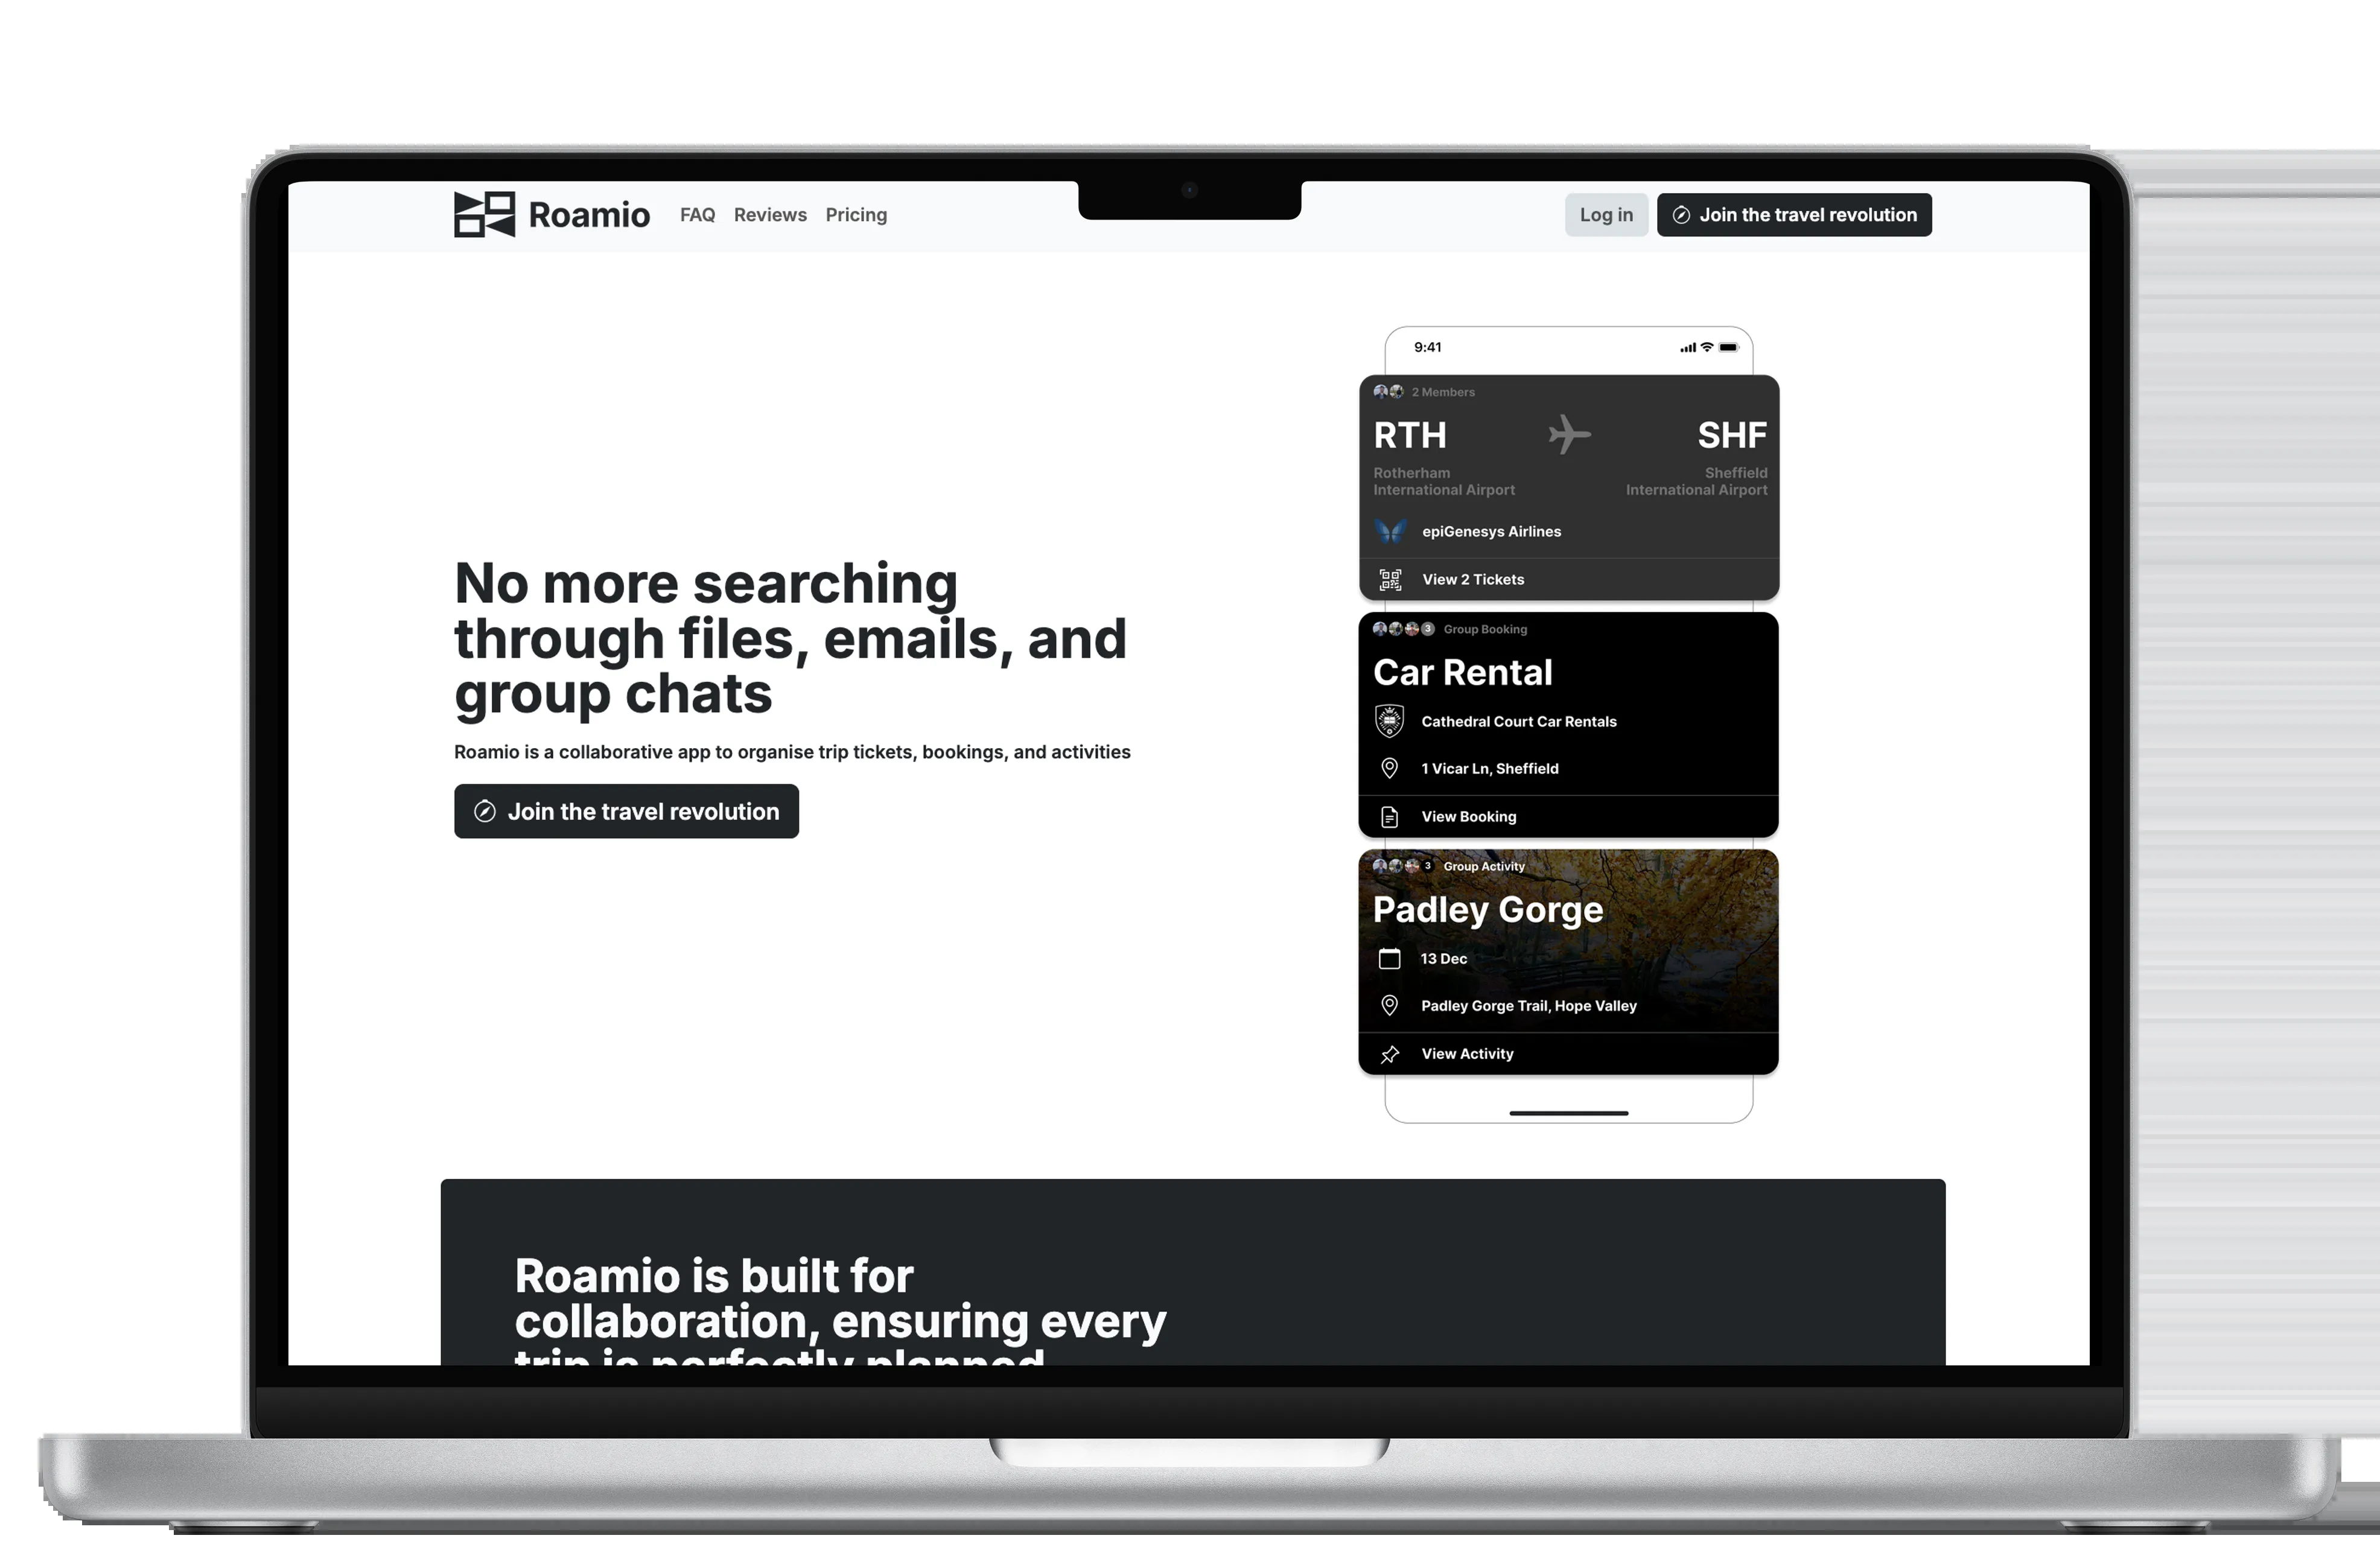 Roamio
FAQ Reviews Pricing
Log in
Join the travel revolution
No more searching
through files, emails, and
group chats
Roamio is a collaborative app to organise trip tickets, bookings, and activities
Join the travel revolution
9:41
2 Members
RTH SHF
Rotherham
International Airport
Sheffield
International Airport
epiGenesys Airlines
View 2 Tickets
3 Group Booking
Car Rental
Cathedral Court Car Rentals
1 Vicar Ln, Sheffield
View Booking
3 Group Activity
Padley Gorge
13 Dec
Padley Gorge Trail, Hope Valley
View Activity
Roamio is built for
collaboration, ensuring every
trip is perfectly planned